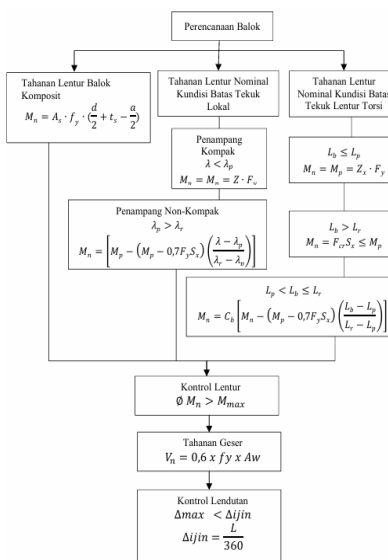 Perencanaan Balok
Tahanan Lentur Balok
Komposit
M_n = A_s · f_y · (d/2 + t_s − a/2)
Tahanan Lentur Nominal
Kundisi Batas Tekuk
Lokal
Penampang
Kompak
λ < λ_p
M_n = M_n = Z · F_y
Penampang Non-Kompak
λ_p > λ_r
M_n = [M_p − (M_p − 0,7F_yS_x) ((λ − λ_p)/(λ_r − λ_p))]
Tahanan Lentur
Nominal Kundisi Batas
Tekuk Lentur Torsi
L_b ≤ L_p
M_n = M_p = Z_x · F_y
L_b > L_r
M_n = F_cr S_x ≤ M_p
L_p < L_b ≤ L_r
M_n = C_b [M_n − (M_p − 0,7F_yS_x) ((L_b − L_p)/(L_r − L_p))]
Kontrol Lentur
Ø M_n > M_max
Tahanan Geser
V_n = 0,6 x fy x Aw
Kontrol Lendutan
Δmax < Δijin
Δijin = L/360